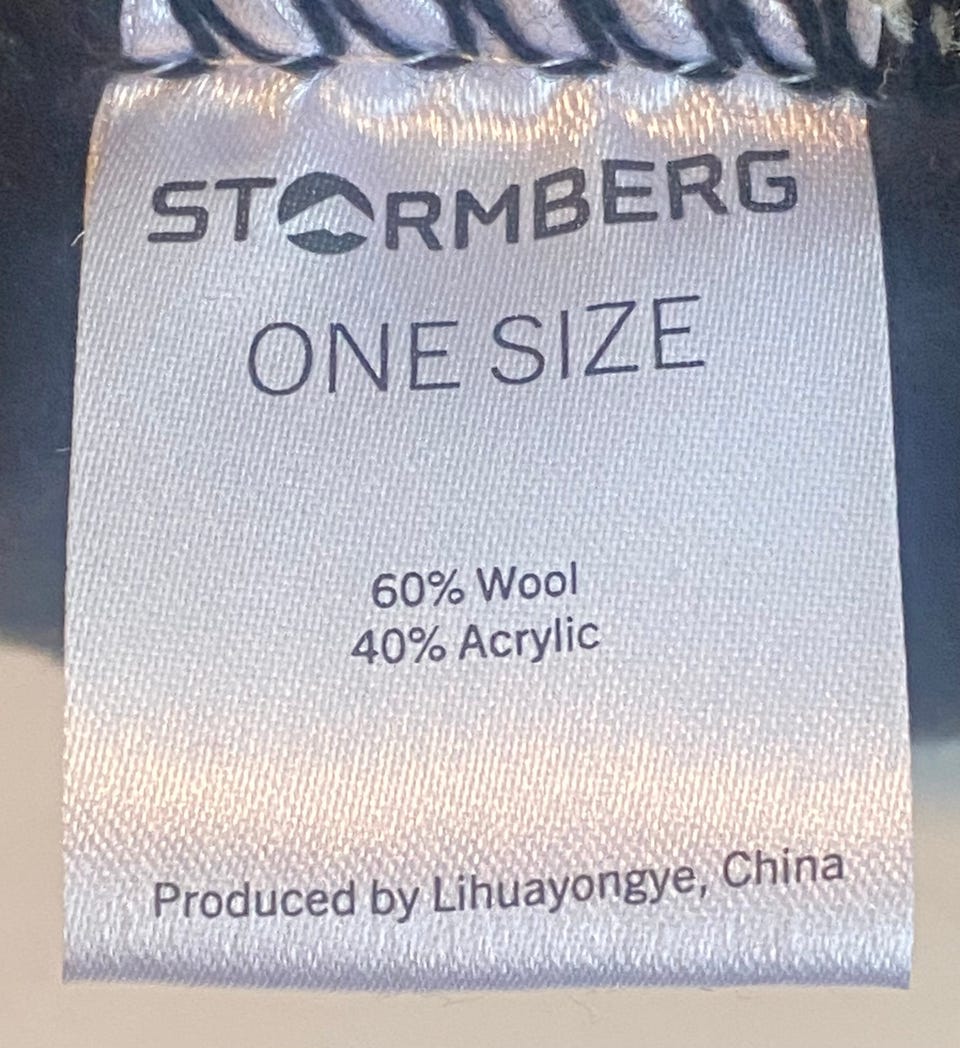 STORMBERG
ONE SIZE
60% Wool
40% Acrylic
Produced by Lihuayongye, China